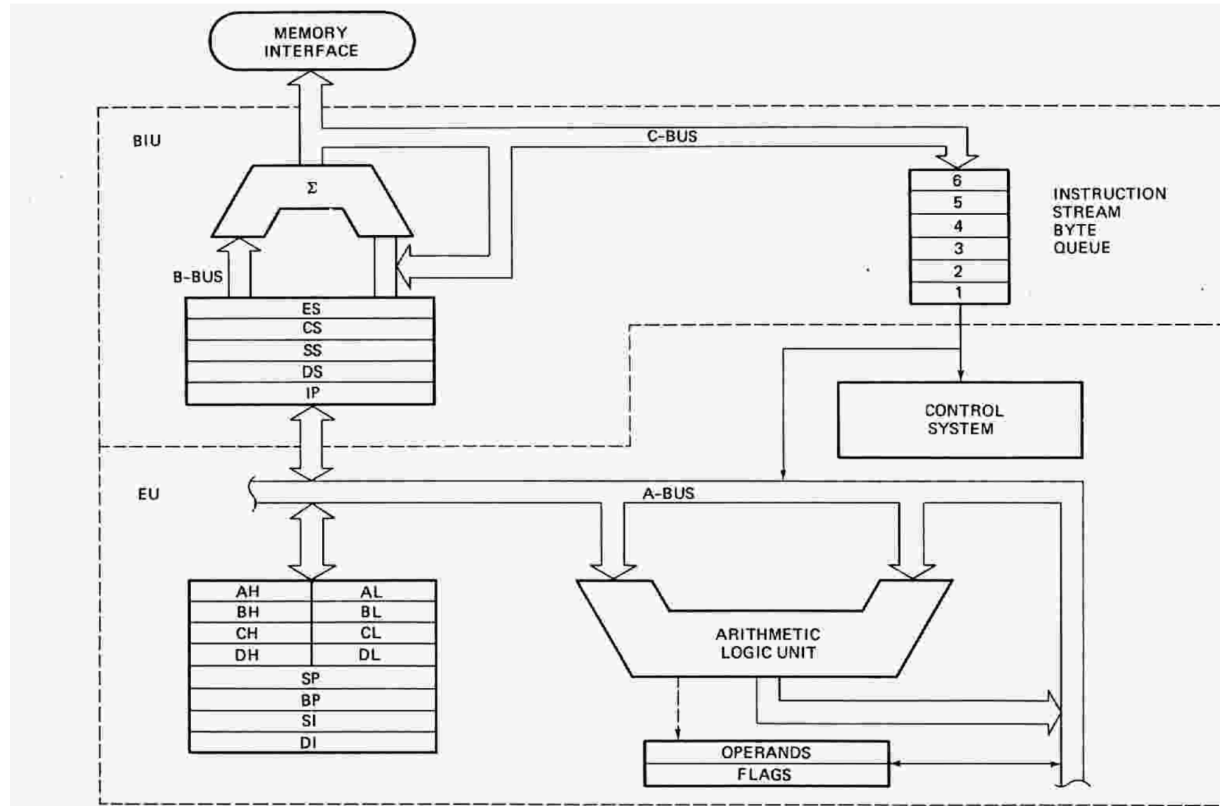 MEMORY
INTERFACE
BIU
C-BUS
Σ
B-BUS
6
5
4
3
2
1
INSTRUCTION
STREAM
BYTE
QUEUE
ES
CS
SS
DS
IP
CONTROL
SYSTEM
EU
A-BUS
AH AL
BH BL
CH CL
DH DL
SP
BP
SI
DI
ARITHMETIC
LOGIC UNIT
OPERANDS
FLAGS